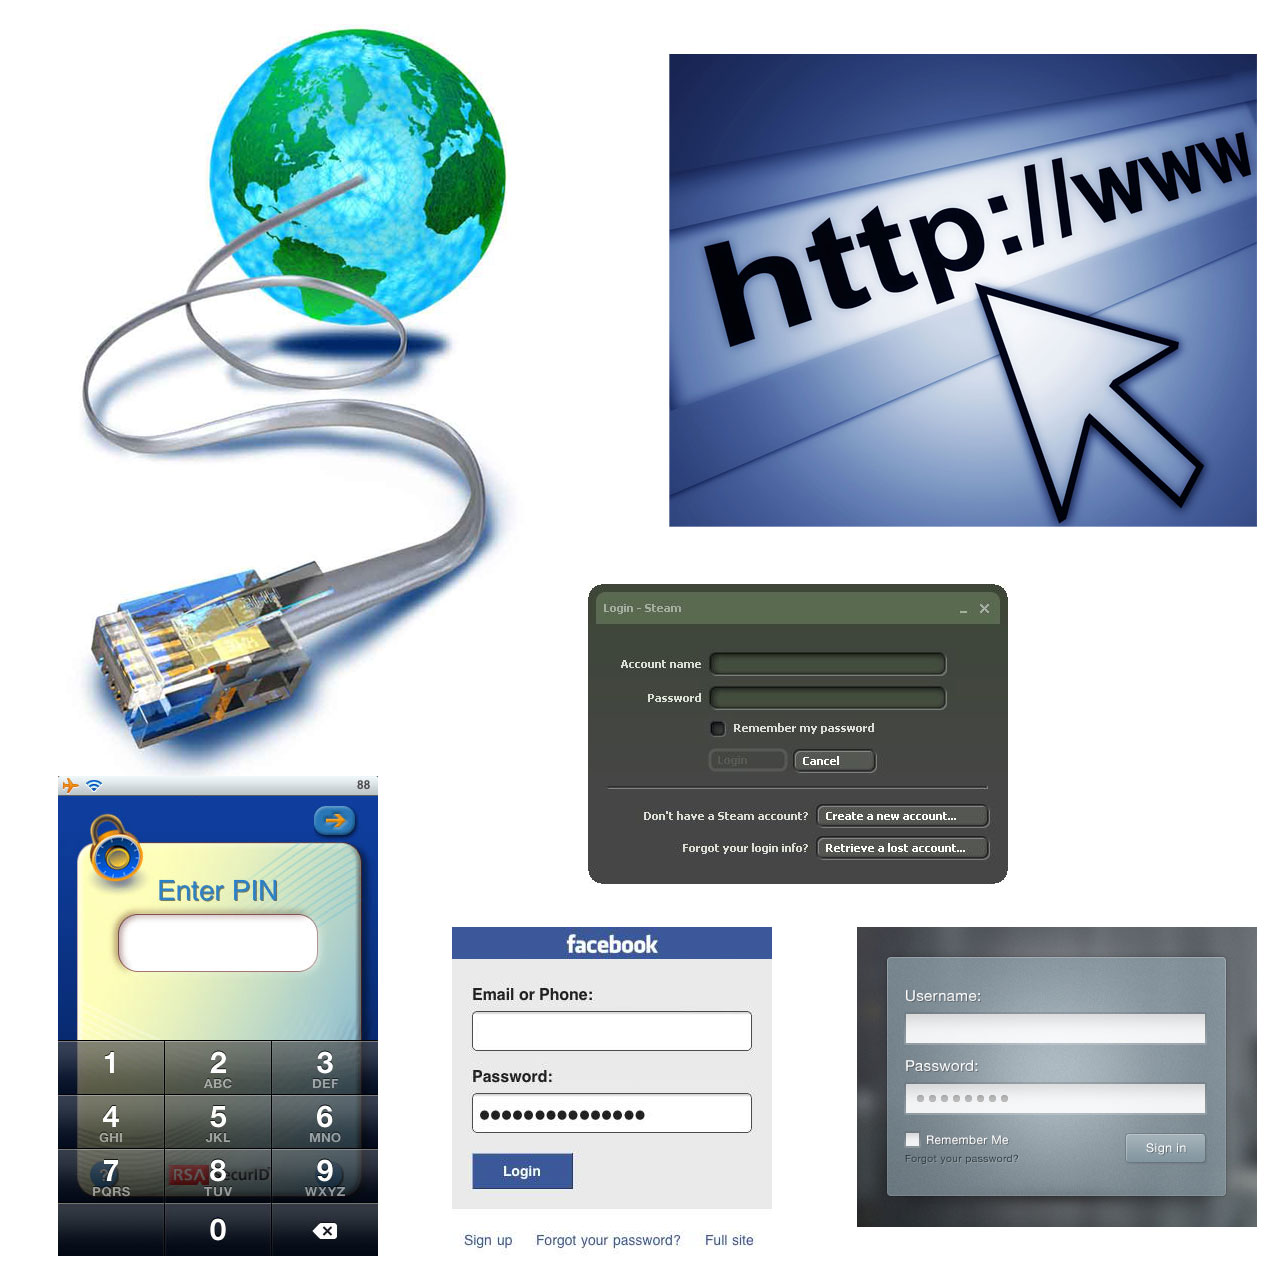 http://www
Login - Steam
Account name
Password
Remember my password
Login
Cancel
Don't have a Steam account?
Create a new account...
Forgot your login info?
Retrieve a lost account...
88
Enter PIN
1
2
ABC
3
DEF
4
GHI
5
JKL
6
MNO
7
PQRS
8
TUV
9
WXYZ
0
RSA SecurID
facebook
Email or Phone:
Password:
Login
Sign up
Forgot your password?
Full site
Username:
Password:
Remember Me
Forgot your password?
Sign in